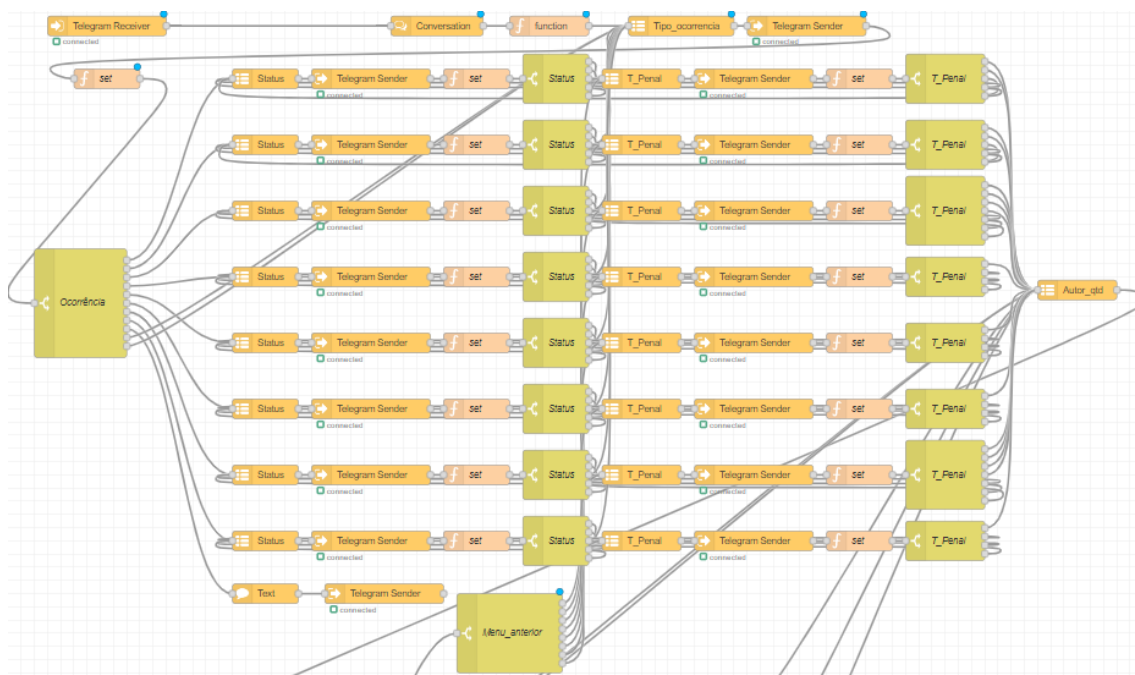 Telegram Receiver Conversation function Tipo_ocorrencia Telegram Sender
connected connected
set
Status Telegram Sender set Status T_Penal Telegram Sender set T_Penal
connected connected
Status Telegram Sender set Status T_Penal Telegram Sender set T_Penal
connected connected
Status Telegram Sender set Status T_Penal Telegram Sender set T_Penal
connected connected
Status Telegram Sender set Status T_Penal Telegram Sender set T_Penal
connected connected
Ocorrência
Autor_qtd
Status Telegram Sender set Status T_Penal Telegram Sender set T_Penal
connected connected
Status Telegram Sender set Status T_Penal Telegram Sender set T_Penal
connected connected
Status Telegram Sender set Status T_Penal Telegram Sender set T_Penal
connected connected
Status Telegram Sender set Status T_Penal Telegram Sender set T_Penal
connected connected
Text Telegram Sender
connected
Menu_anterior